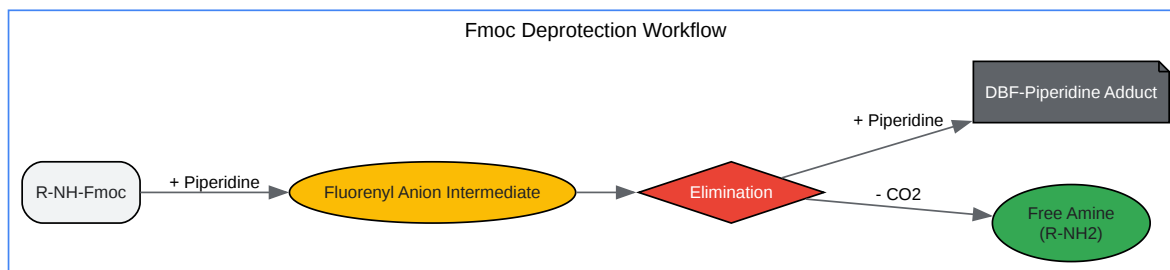 Fmoc Deprotection Workflow
DBF-Piperidine Adduct
+ Piperidine
R-NH-Fmoc
+ Piperidine
Fluorenyl Anion Intermediate
Elimination
- CO2
Free Amine
(R-NH2)